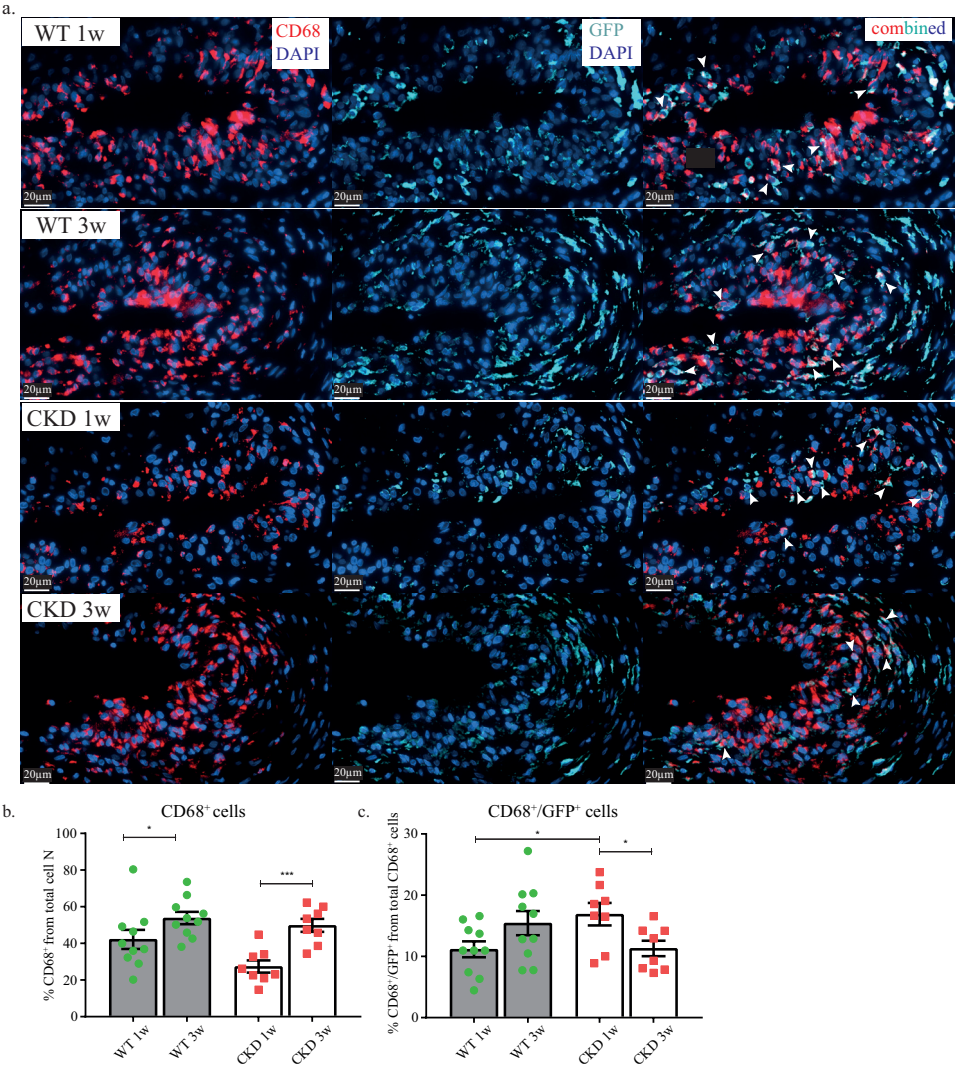 a.
WT 1w
CD68
DAPI
GFP
DAPI
combined
20µm
20µm
20µm
WT 3w
20µm
20µm
20µm
CKD 1w
20µm
20µm
20µm
CKD 3w
20µm
20µm
20µm
b.
CD68⁺ cells
% CD68⁺ from total cell N
100
80
60
40
20
0
*
***
WT 1w
WT 3w
CKD 1w
CKD 3w
c.
CD68⁺/GFP⁺ cells
% CD68⁺/GFP⁺ from total CD68⁺ cells
30
20
10
0
*
*
WT 1w
WT 3w
CKD 1w
CKD 3w